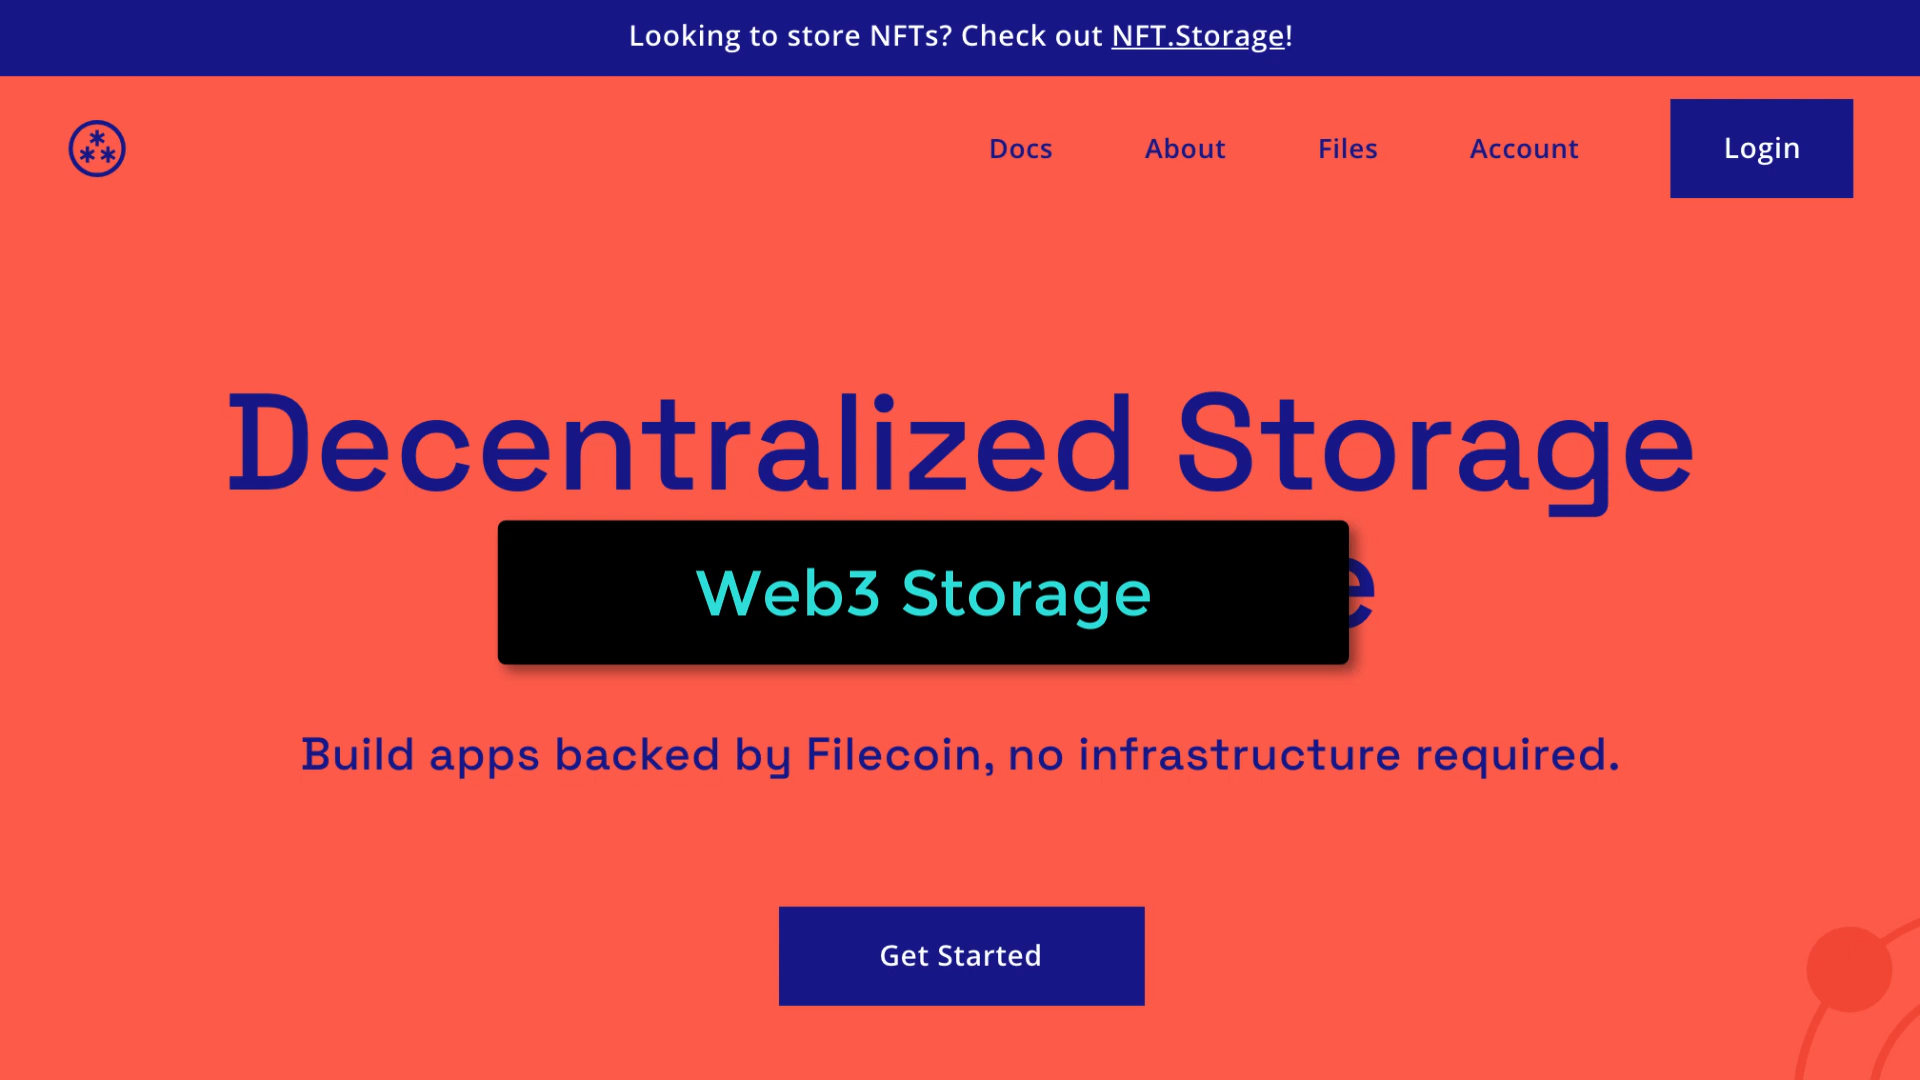 Looking to store NFTs? Check out NFT.Storage!
Docs About Files Account Login
Decentralized Storage
Web3 Storage
Build apps backed by Filecoin, no infrastructure required.
Get Started